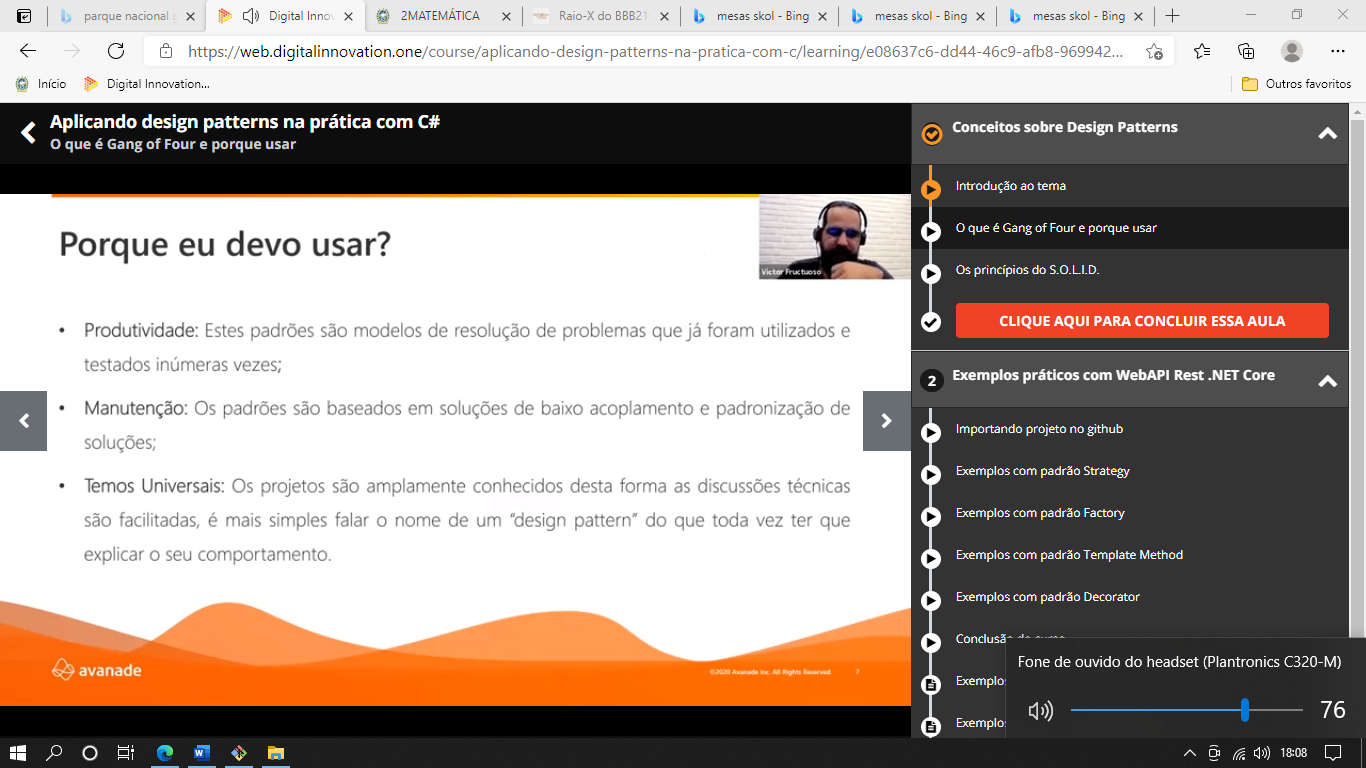 parque nacional g
Digital Innov
2MATEMÁTICA
Raio-X do BBB21:
mesas skol - Bing
mesas skol - Bing
mesas skol - Bing
https://web.digitalinnovation.one/course/aplicando-design-patterns-na-pratica-com-c/learning/e08637c6-dd44-46c9-afb8-969942...
Início
Digital Innovation...
Outros favoritos
Aplicando design patterns na prática com C#
O que é Gang of Four e porque usar
Porque eu devo usar?
Victor Fructuoso
• Produtividade: Estes padrões são modelos de resolução de problemas que já foram utilizados e
testados inúmeras vezes;
• Manutenção: Os padrões são baseados em soluções de baixo acoplamento e padronização de
soluções;
• Temos Universais: Os projetos são amplamente conhecidos desta forma as discussões técnicas
são facilitadas, é mais simples falar o nome de um “design pattern” do que toda vez ter que
explicar o seu comportamento.
avanade
©2020 Avanade Inc. All Rights Reserved.
7
Conceitos sobre Design Patterns
Introdução ao tema
O que é Gang of Four e porque usar
Os princípios do S.O.L.I.D.
CLIQUE AQUI PARA CONCLUIR ESSA AULA
2 Exemplos práticos com WebAPI Rest .NET Core
Importando projeto no github
Exemplos com padrão Strategy
Exemplos com padrão Factory
Exemplos com padrão Template Method
Exemplos com padrão Decorator
Conclusão do curso
Exemplos
Exemplos
Fone de ouvido do headset (Plantronics C320-M)
76
18:08